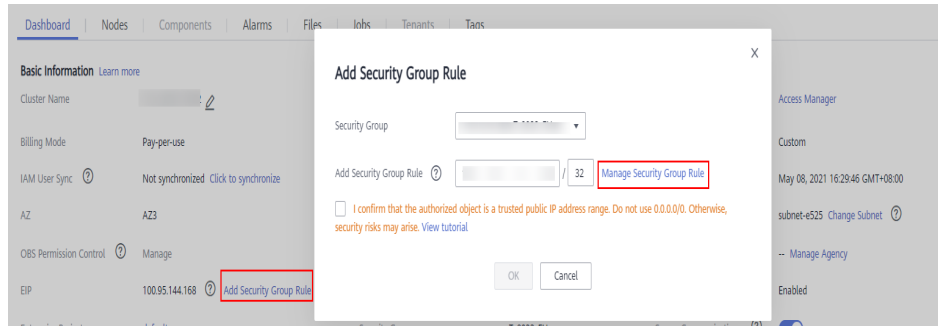 Dashboard Nodes Components Alarms Files Jobs Tenants Tags
X
Basic Information Learn more
Add Security Group Rule
Cluster Name
Access Manager
Security Group
Billing Mode Pay-per-use
Custom
IAM User Sync ? Not synchronized Click to synchronize
Add Security Group Rule ? / 32 Manage Security Group Rule
May 08, 2021 16:29:46 GMT+08:00
AZ AZ3
I confirm that the authorized object is a trusted public IP address range. Do not use 0.0.0.0/0. Otherwise,
security risks may arise. View tutorial
subnet-e525 Change Subnet ?
OBS Permission Control ? Manage
-- Manage Agency
OK Cancel
EIP 100.95.144.168 ? Add Security Group Rule
Enabled